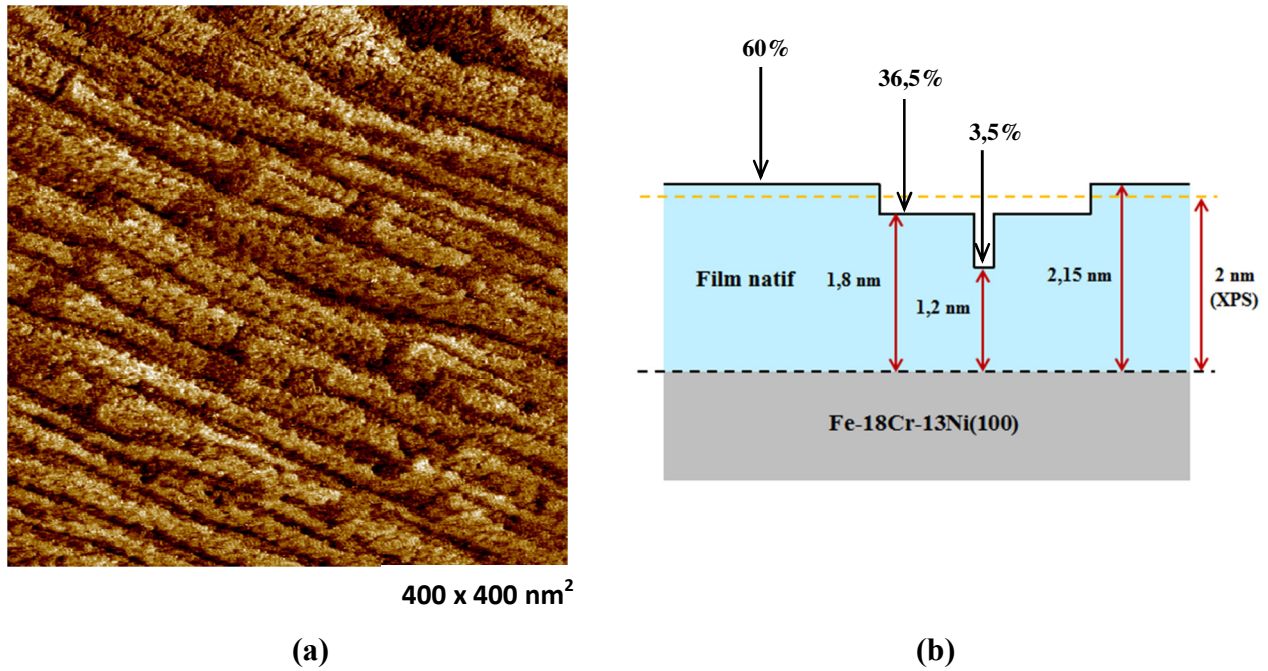 60%
36,5%
3,5%
Film natif
1,8 nm
1,2 nm
2,15 nm
2 nm
(XPS)
Fe-18Cr-13Ni(100)
400 x 400 nm²
(a)
(b)